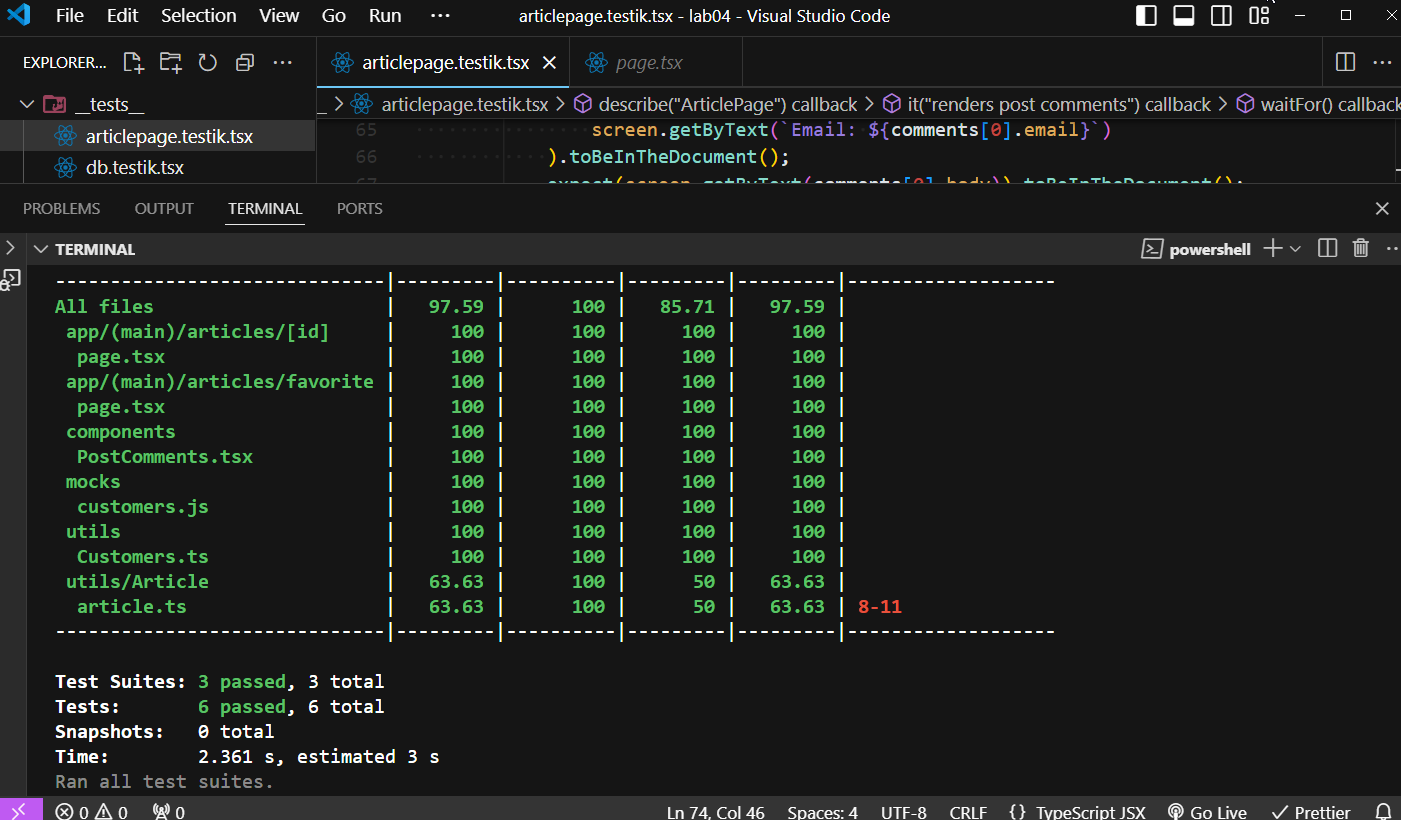 File Edit Selection View Go Run ··· articlepage.testik.tsx - lab04 - Visual Studio Code
EXPLORER... ···
articlepage.testik.tsx page.tsx ···
__tests__
articlepage.testik.tsx
db.testik.tsx
_ > articlepage.testik.tsx > describe("ArticlePage") callback > it("renders post comments") callback > waitFor() callback
65 screen.getByText(`Email: ${comments[0].email}`)
66 ).toBeInTheDocument();
67 expect(screen.getByText(comments[0].body)).toBeInTheDocument();
PROBLEMS OUTPUT TERMINAL PORTS
TERMINAL powershell
------------------------------|---------|----------|---------|---------|-------------------
All files | 97.59 | 100 | 85.71 | 97.59 |
app/(main)/articles/[id] | 100 | 100 | 100 | 100 |
page.tsx | 100 | 100 | 100 | 100 |
app/(main)/articles/favorite | 100 | 100 | 100 | 100 |
page.tsx | 100 | 100 | 100 | 100 |
components | 100 | 100 | 100 | 100 |
PostComments.tsx | 100 | 100 | 100 | 100 |
mocks | 100 | 100 | 100 | 100 |
customers.js | 100 | 100 | 100 | 100 |
utils | 100 | 100 | 100 | 100 |
Customers.ts | 100 | 100 | 100 | 100 |
utils/Article | 63.63 | 100 | 50 | 63.63 |
article.ts | 63.63 | 100 | 50 | 63.63 | 8-11
------------------------------|---------|----------|---------|---------|-------------------
Test Suites: 3 passed, 3 total
Tests: 6 passed, 6 total
Snapshots: 0 total
Time: 2.361 s, estimated 3 s
Ran all test suites.
0 0 0 Ln 74, Col 46 Spaces: 4 UTF-8 CRLF {} TypeScript JSX Go Live Prettier